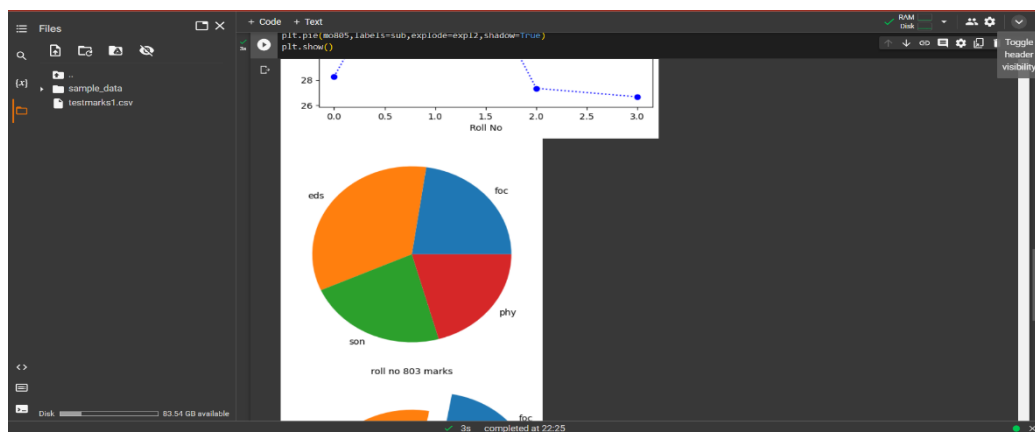 Files
..
sample_data
testmarks1.csv
{x}
<>
Disk 83.54 GB available
+ Code + Text
RAM
Disk
3s
plt.pie(mo805,labels=sub,explode=expl2,shadow=True)
plt.show()
Toggle
header
visibility
28
26
0.0 0.5 1.0 1.5 2.0 2.5 3.0
Roll No
eds
foc
son
phy
roll no 803 marks
foc
3s completed at 22:25